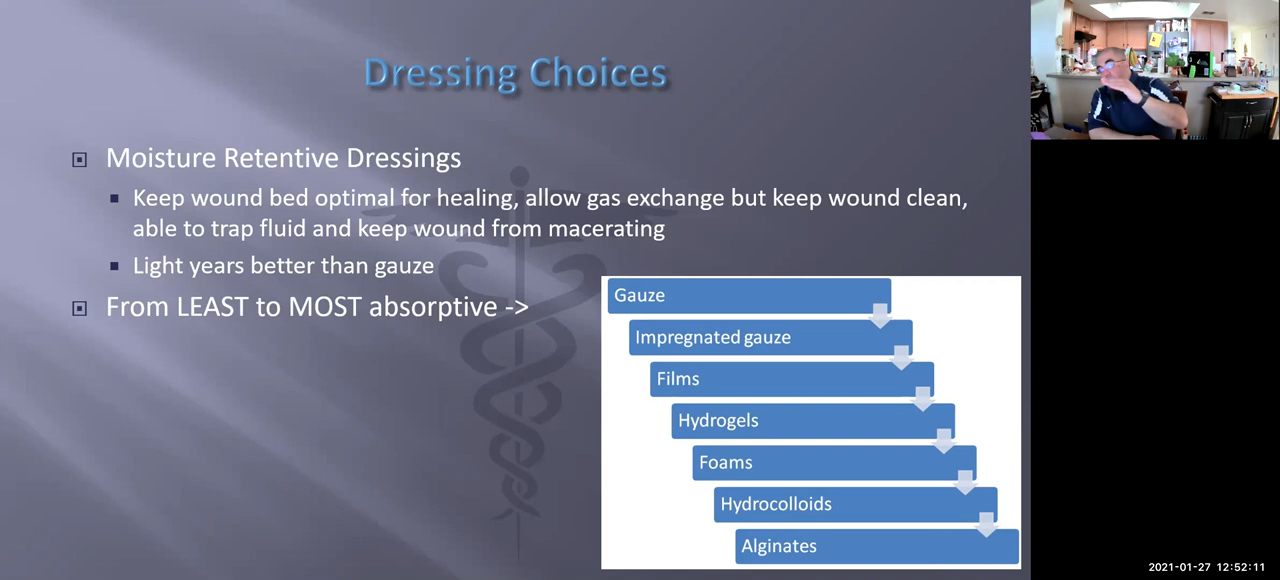 Dressing Choices
Moisture Retentive Dressings
Keep wound bed optimal for healing, allow gas exchange but keep wound clean,
able to trap fluid and keep wound from macerating
Light years better than gauze
From LEAST to MOST absorptive ->
Gauze
Impregnated gauze
Films
Hydrogels
Foams
Hydrocolloids
Alginates
2021-01-27 12:52:11